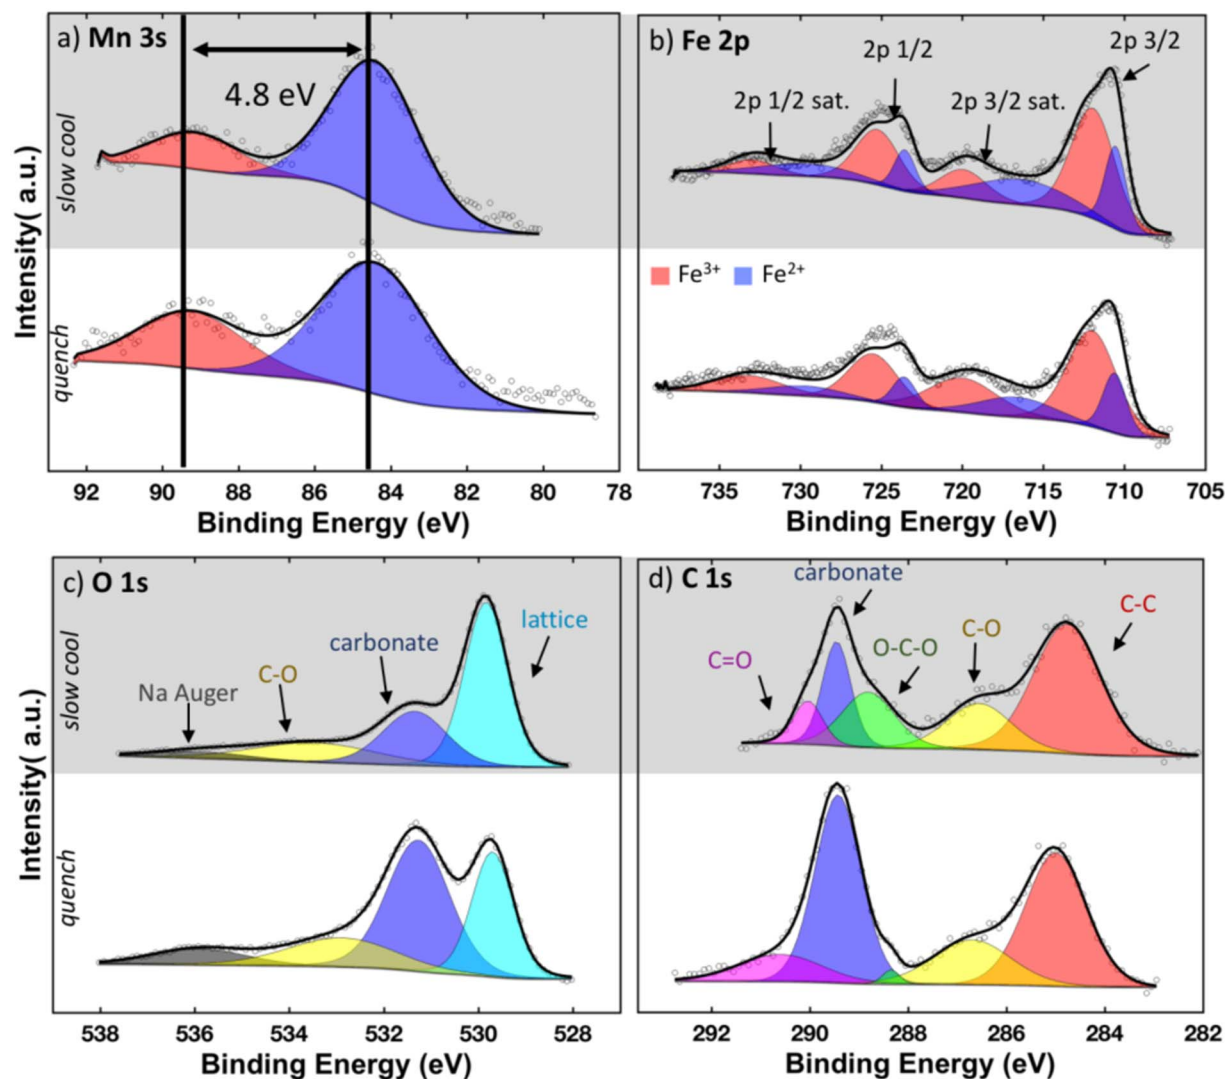 a) Mn 3s
4.8 eV
slow cool
quench
Intensity( a.u.)
92 90 88 86 84 82 80 78
Binding Energy (eV)
b) Fe 2p
2p 3/2
2p 1/2
2p 1/2 sat.
2p 3/2 sat.
Fe3+ Fe2+
735 730 725 720 715 710 705
Binding Energy (eV)
c) O 1s
lattice
carbonate
C-O
Na Auger
slow cool
quench
Intensity( a.u.)
538 536 534 532 530 528
Binding Energy (eV)
d) C 1s
carbonate
C-C
C-O
O-C-O
C=O
292 290 288 286 284 282
Binding Energy (eV)